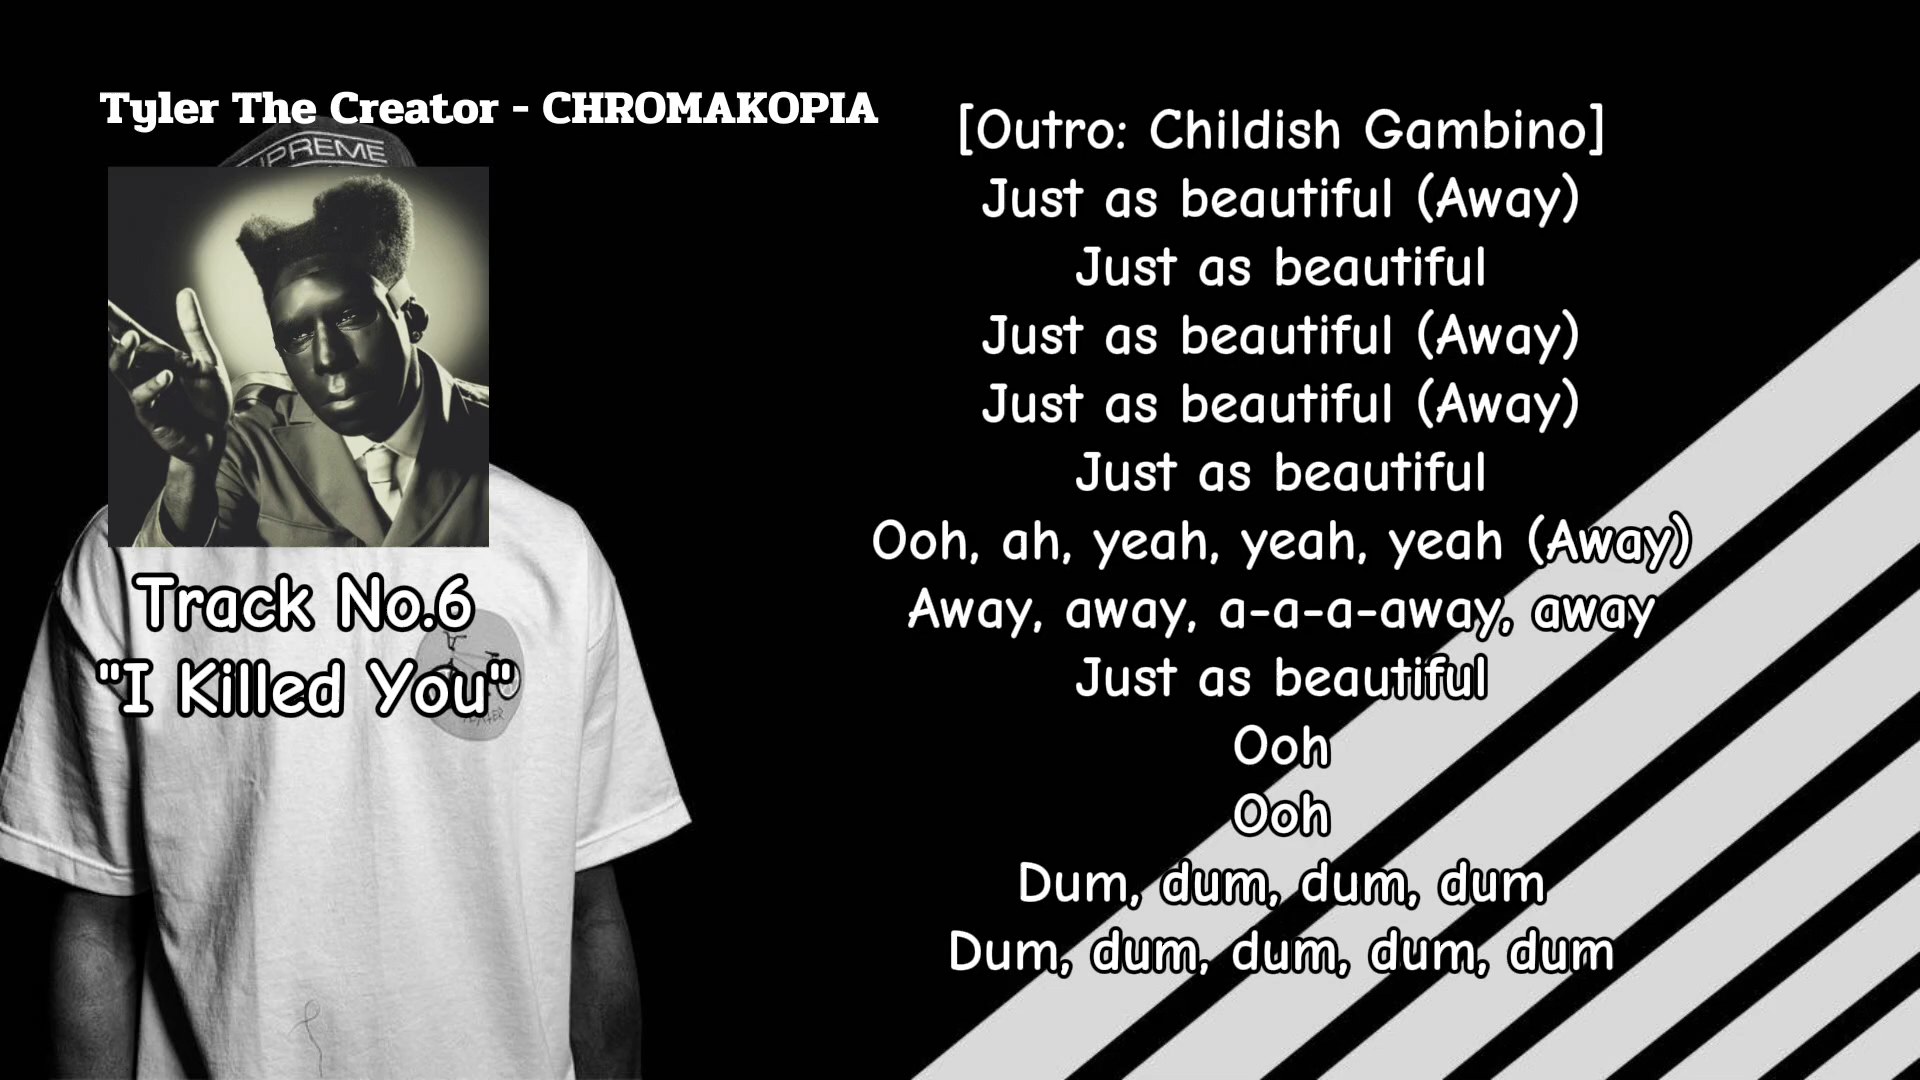 Tyler The Creator - CHROMAKOPIA
PREME
Track No.6
"I Killed You"
[Outro: Childish Gambino]
Just as beautiful (Away)
Just as beautiful
Just as beautiful (Away)
Just as beautiful (Away)
Just as beautiful
Ooh, ah, yeah, yeah, yeah (Away)
Away, away, a-a-a-away, away
Just as beautiful
Ooh
Ooh
Dum, dum, dum, dum
Dum, dum, dum, dum, dum